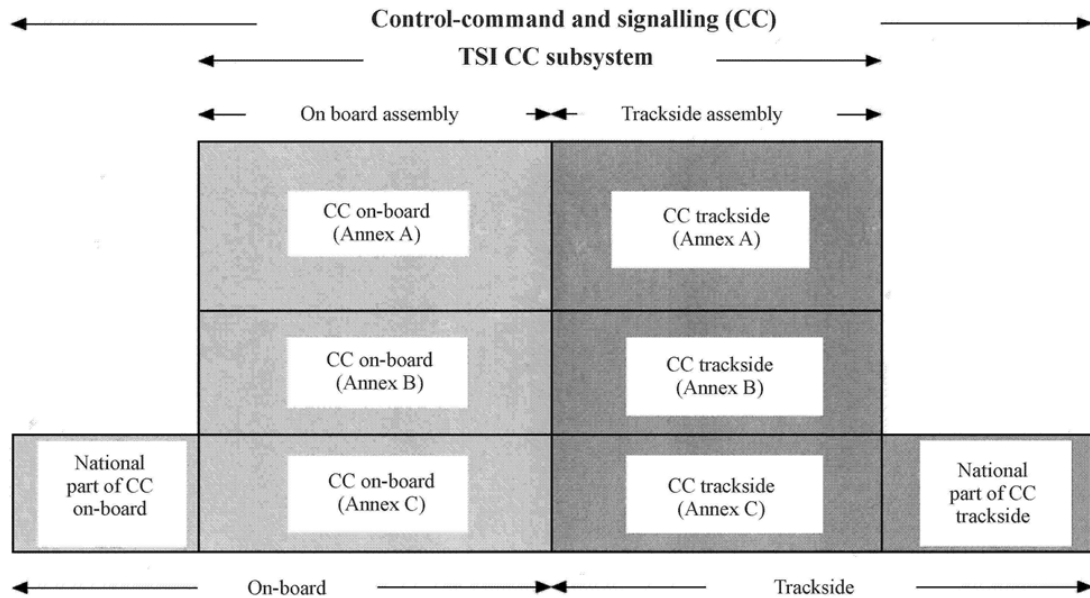 Control-command and signalling (CC)
TSI CC subsystem
On board assembly
Trackside assembly
CC on-board
(Annex A)
CC trackside
(Annex A)
CC on-board
(Annex B)
CC trackside
(Annex B)
National
part of CC
on-board
CC on-board
(Annex C)
CC trackside
(Annex C)
National
part of CC
trackside
On-board
Trackside